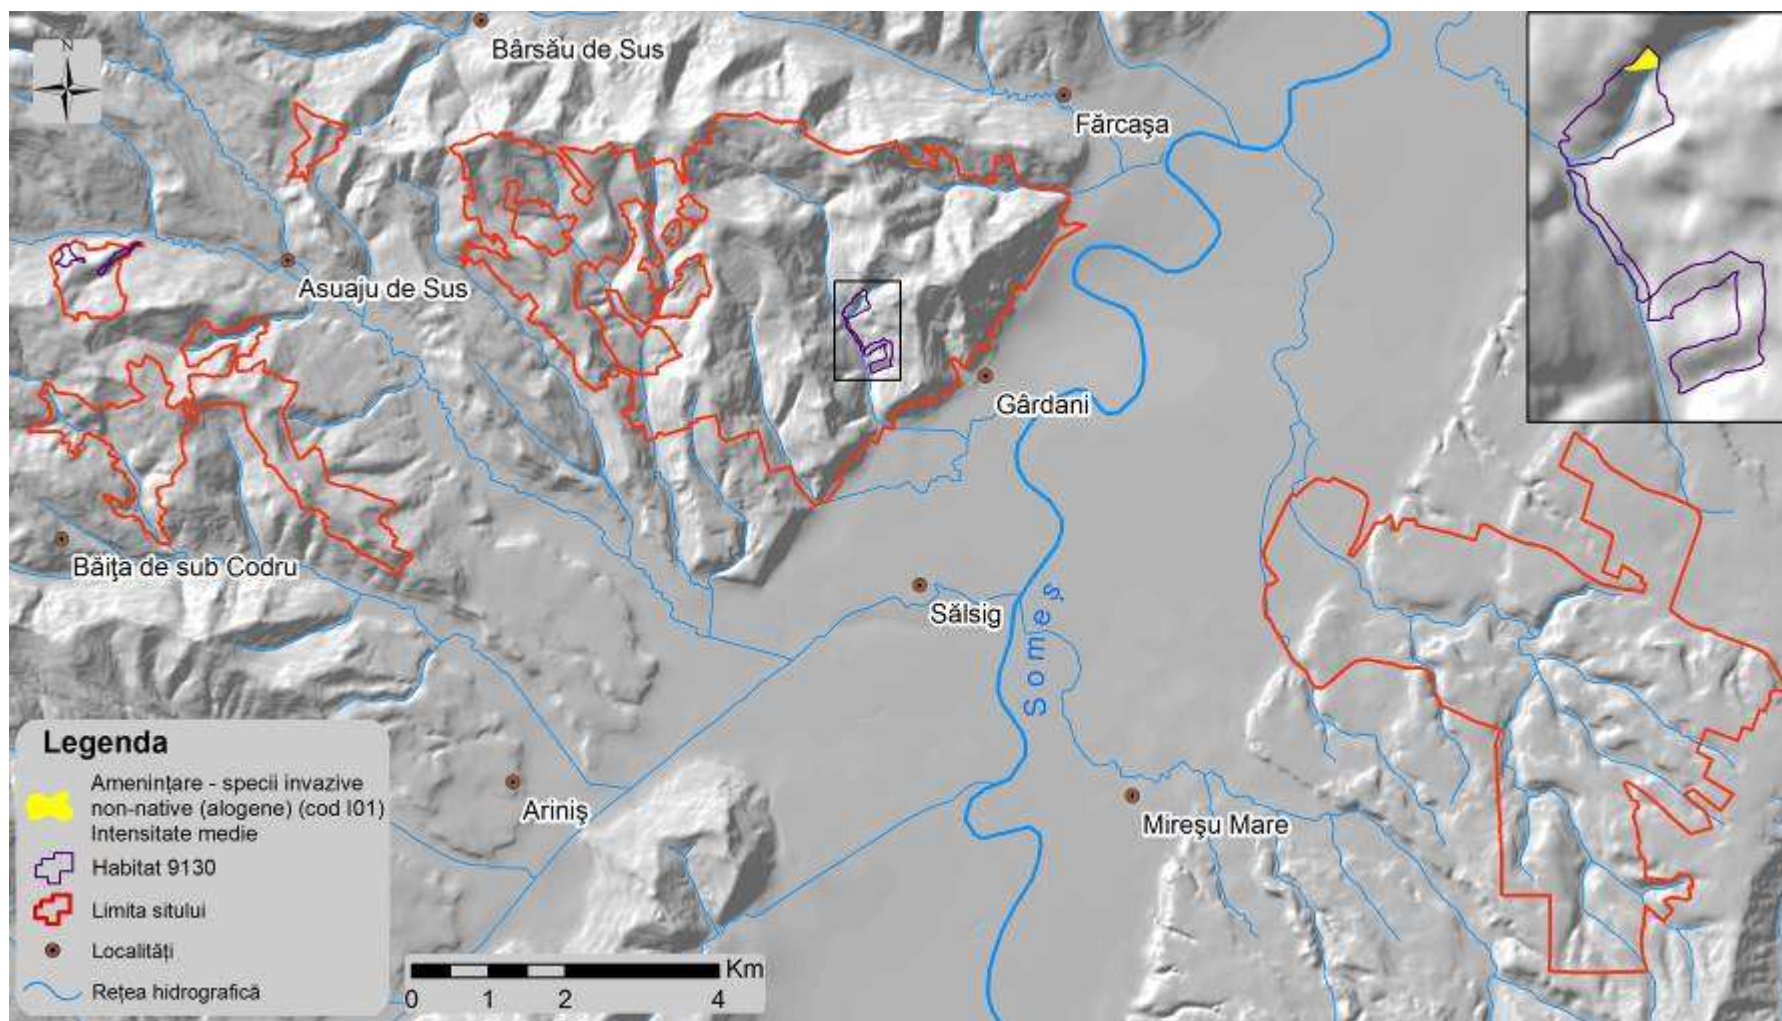 Bârsău de Sus
N
Fărcaşa
Asuaju de Sus
Gârdani
Băiţa de sub Codru
Sălsig
Someş
Legenda
Amenințare - specii invazive
non-native (alogene) (cod I01)
Intensitate medie
Ariniş
Mireşu Mare
Habitat 9130
Limita sitului
Localități
Rețea hidrografică
Km
0 1 2 4